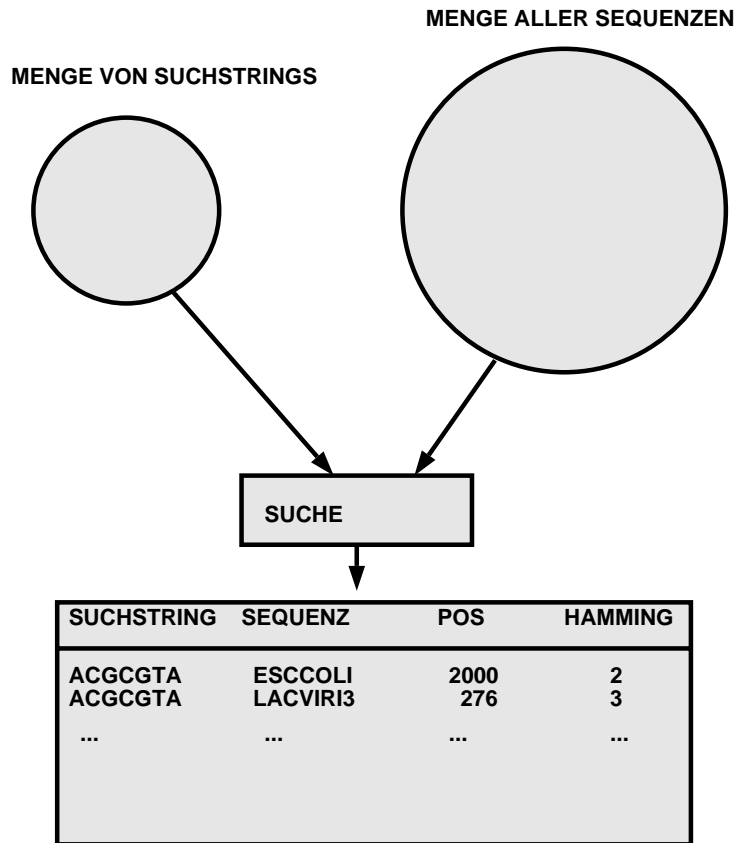 MENGE ALLER SEQUENZEN
MENGE VON SUCHSTRINGS
SUCHE
SUCHSTRING SEQUENZ POS HAMMING
ACGCGTA ESCCOLI 2000 2
ACGCGTA LACVIRI3 276 3
... ... ... ...